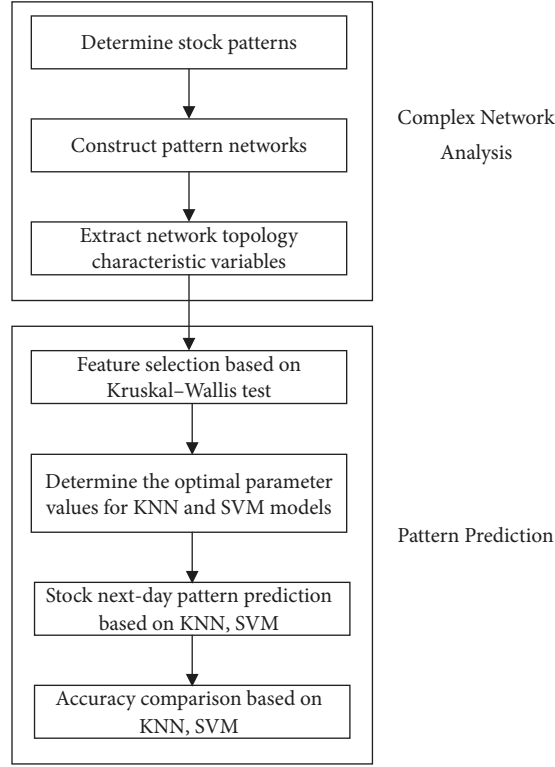 Determine stock patterns
Construct pattern networks
Extract network topology
characteristic variables
Complex Network
Analysis
Feature selection based on
Kruskal–Wallis test
Determine the optimal parameter
values for KNN and SVM models
Stock next-day pattern prediction
based on KNN, SVM
Accuracy comparison based on
KNN, SVM
Pattern Prediction